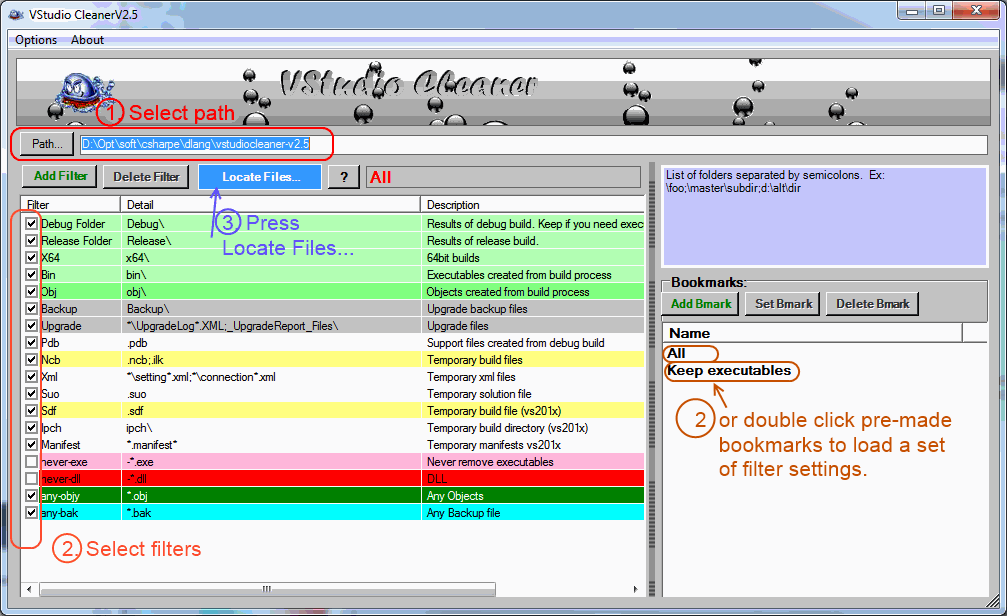 VStudio CleanerV2.5
Options About
VStudio Cleaner
1. Select path
Path... D:\Opt\soft\csharpe\dlang\vstudiocleaner-v2.5
Add Filter Delete Filter Locate Files... ? All
List of folders separated by semicolons. Ex:
\foo;\master\subdir;d:\alt\dir
Filter Detail Description
Debug Folder Debug\ Results of debug build. Keep if you need exec
Release Folder Release\ Results of release build.
X64 x64\ 64bit builds
Bin bin\ Executables created from build process
Obj obj\ Objects created from build process
Backup Backup\ Upgrade backup files
Upgrade *\UpgradeLog*.XML;_UpgradeReport_Files\ Upgrade files
Pdb .pdb Support files created from debug build
Ncb .ncb;.ilk Temporary build files
Xml *\setting*.xml;*\connection*.xml Temporary xml files
Suo .suo Temporary solution file
Sdf .sdf Temporary build file (vs201x)
Ipch ipch\ Temporary build directory (vs201x)
Manifest *.manifest* Temporary manifests vs201x
never-exe -*.exe Never remove executables
never-dll -*.dll DLL
any-objy *.obj Any Objects
any-bak *.bak Any Backup file
3 Press
Locate Files...
2. Select filters
Bookmarks:
Add Bmark Set Bmark Delete Bmark
Name
All
Keep executables
2 or double click pre-made
bookmarks to load a set
of filter settings.